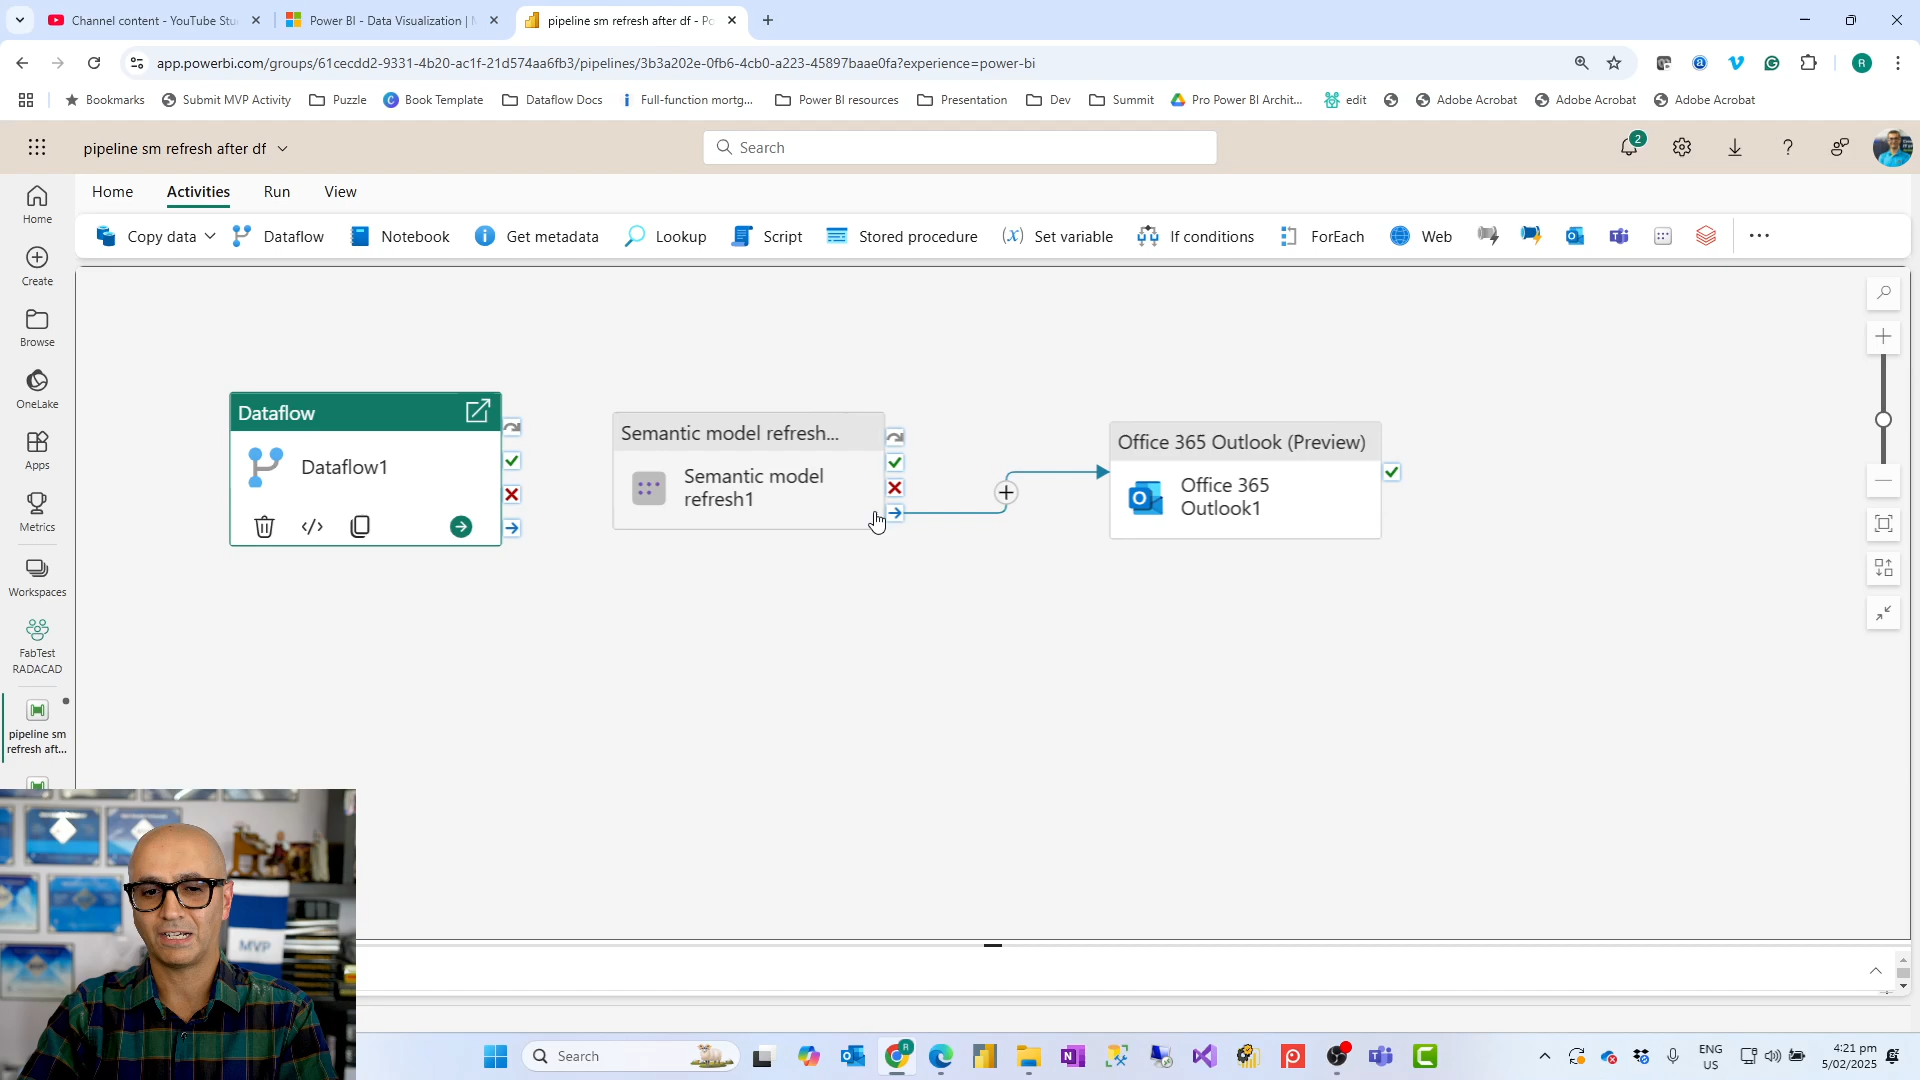 Channel content - YouTube Stu
Power BI - Data Visualization | M
pipeline sm refresh after df - Po
app.powerbi.com/groups/61cecdd2-9331-4b20-ac1f-21d574aa6fb3/pipelines/3b3a202e-0fb6-4cb0-a223-45897baae0fa?experience=power-bi
R
Bookmarks
Submit MVP Activity
Puzzle
Book Template
Dataflow Docs
Full-function mortg...
Power BI resources
Presentation
Dev
Summit
Pro Power BI Archit...
edit
Adobe Acrobat
Adobe Acrobat
Adobe Acrobat
pipeline sm refresh after df
Search
2
Home
Activities
Run
View
Copy data
Dataflow
Notebook
Get metadata
Lookup
Script
Stored procedure
Set variable
If conditions
ForEach
Web
Home
Create
Browse
OneLake
Apps
Metrics
Workspaces
FabTest
RADACAD
pipeline sm
refresh aft...
Dataflow
Dataflow1
Semantic model refresh...
Semantic model
refresh1
Office 365 Outlook (Preview)
Office 365
Outlook1
MVP
Search
ENG
US
4:21 pm
5/02/2025